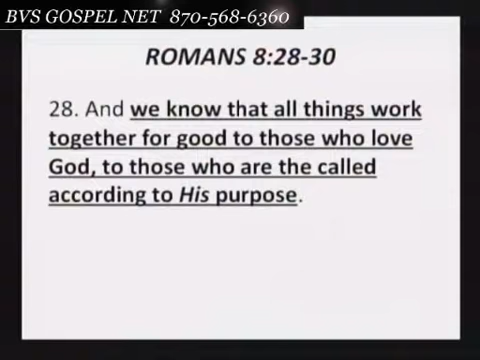 BVS GOSPEL NET 870-568-6360
ROMANS 8:28-30
28. And we know that all things work
together for good to those who love
God, to those who are the called
according to His purpose.